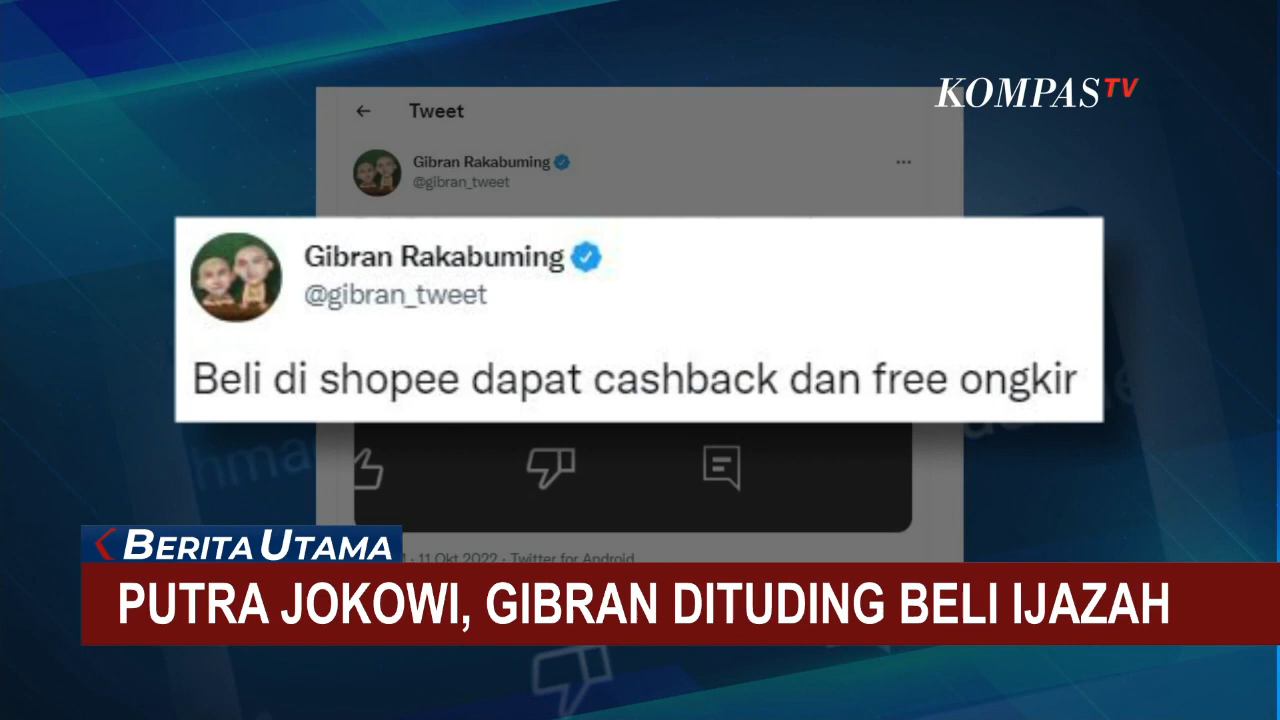 KOMPAS TV
Tweet
Gibran Rakabuming
@gibran_tweet
Gibran Rakabuming
@gibran_tweet
Beli di shopee dapat cashback dan free ongkir
11 Okt 2022 · Twitter for Android
BERITA UTAMA
PUTRA JOKOWI, GIBRAN DITUDING BELI IJAZAH